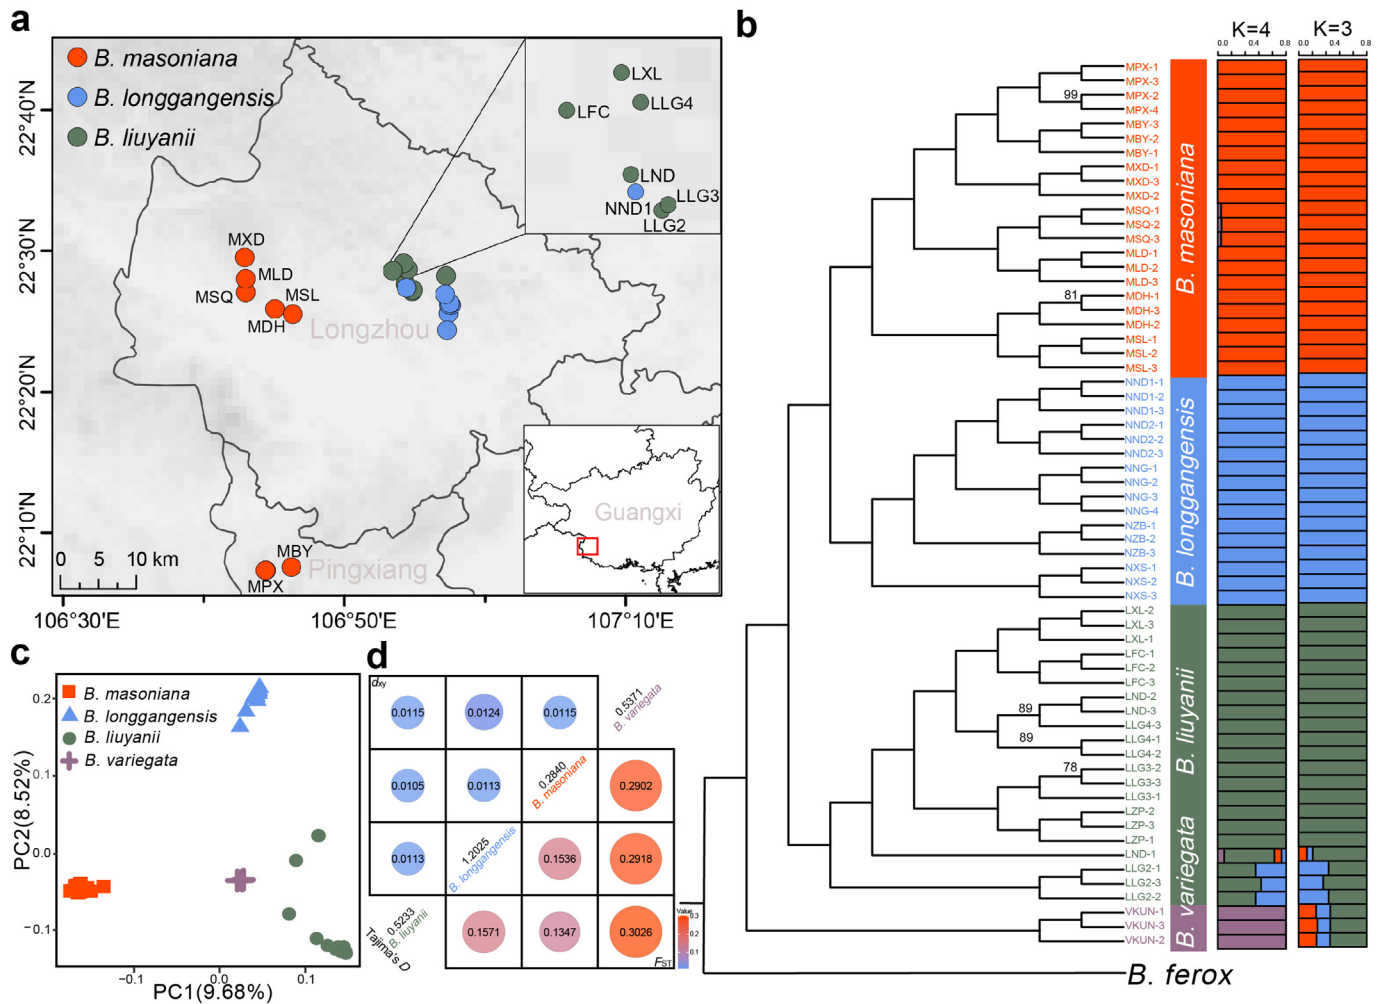 a
B. masoniana
B. longgangensis
B. liuyanii
22°40'N
22°30'N
22°20'N
22°10'N
106°30'E
106°50'E
107°10'E
LXL
LFC
LLG4
LND
NND1
LLG3
LLG2
MXD
MLD
MSQ
MSL
MDH
Longzhou
MBY
MPX
Pingxiang
0 5 10 km
Guangxi
b
K=4
K=3
0.0 0.4 0.8
0.0 0.4 0.8
MPX-1
MPX-3
99
MPX-2
MPX-4
MBY-3
MBY-2
MBY-1
MXD-1
MXD-3
MXD-2
MSQ-1
MSQ-2
MSQ-3
MLD-1
MLD-2
MLD-3
81
MDH-1
MDH-3
MDH-2
MSL-1
MSL-2
MSL-3
NND1-1
NND1-2
NND1-3
NND2-1
NND2-2
NND2-3
NNG-1
NNG-2
NNG-3
NNG-4
NZB-1
NZB-2
NZB-3
NXS-1
NXS-2
NXS-3
LXL-2
LXL-3
LXL-1
LFC-1
LFC-2
LFC-3
LND-2
89
LND-3
LLG4-3
89
LLG4-1
LLG4-2
78
LLG3-2
LLG3-3
LLG3-1
LZP-2
LZP-3
LZP-1
LND-1
LLG2-1
LLG2-3
LLG2-2
VKUN-1
VKUN-3
VKUN-2
B. ferox
B. masoniana
B. longgangensis
B. liuyanii
B. variegata
c
B. masoniana
B. longgangensis
B. liuyanii
B. variegata
0.2
0.1
0.0
−0.1
PC2(8.52%)
−0.1
0.0
0.1
PC1(9.68%)
d
dxy
0.0115
0.0124
0.0115
0.5371
B. variegata
0.0105
0.0113
0.2840
B. masoniana
0.2902
0.0113
1.2025
B. longgangensis
0.1536
0.2918
0.5233
B. liuyanii
Tajima's D
0.1571
0.1347
0.3026
FST
Value
0.3
0.2
0.1